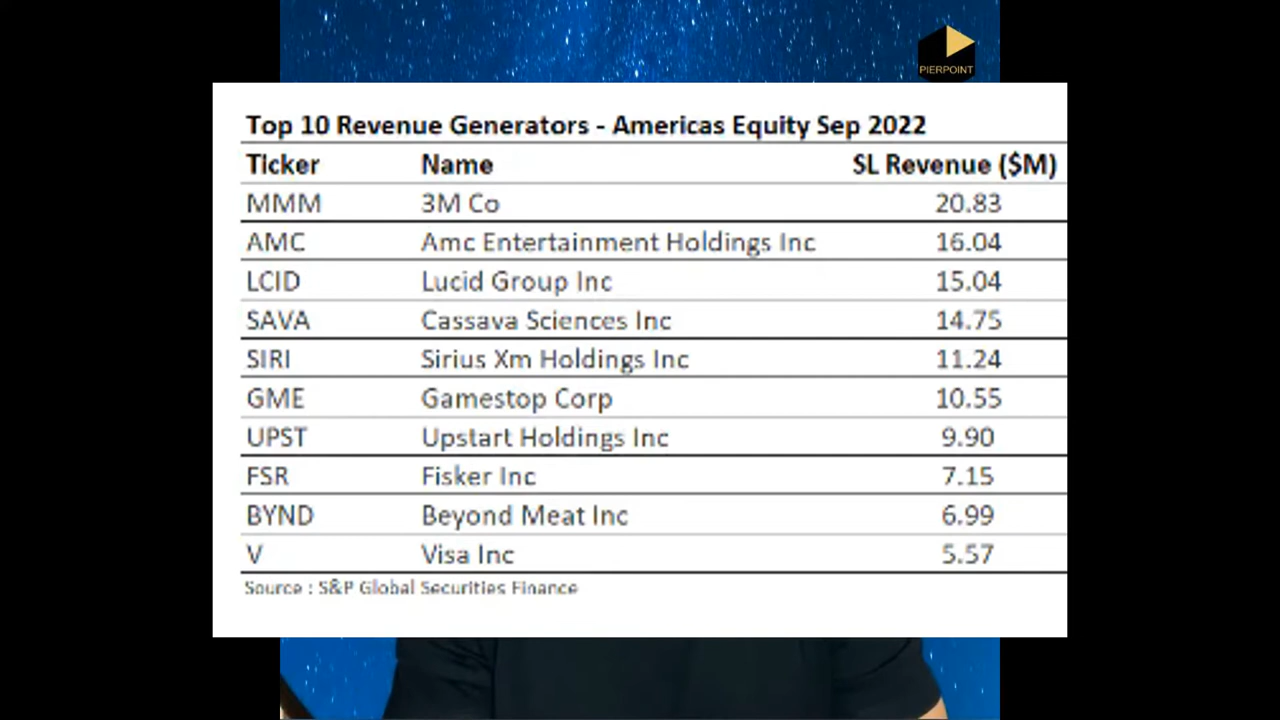 PIERPOINT
Top 10 Revenue Generators - Americas Equity Sep 2022
Ticker Name SL Revenue ($M)
MMM 3M Co 20.83
AMC Amc Entertainment Holdings Inc 16.04
LCID Lucid Group Inc 15.04
SAVA Cassava Sciences Inc 14.75
SIRI Sirius Xm Holdings Inc 11.24
GME Gamestop Corp 10.55
UPST Upstart Holdings Inc 9.90
FSR Fisker Inc 7.15
BYND Beyond Meat Inc 6.99
V Visa Inc 5.57
Source : S&P Global Securities Finance